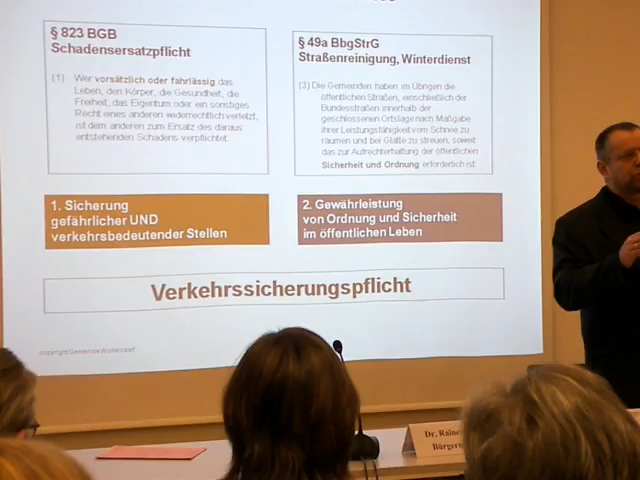 § 823 BGB
Schadensersatzpflicht
(1) Wer vorsätzlich oder fahrlässig das
Leben, den Körper, die Gesundheit, die
Freiheit, das Eigentum oder ein sonstiges
Recht eines anderen widerrechtlich verletzt,
ist dem anderen zum Ersatz des daraus
entstehenden Schadens verpflichtet.
§ 49a BbgStrG
Straßenreinigung, Winterdienst
(3) Die Gemeinden haben im Übrigen die
öffentlichen Straßen, einschließlich der
Bundesstraßen innerhalb der
geschlossenen Ortslage nach Maßgabe
ihrer Leistungsfähigkeit vom Schnee zu
räumen und bei Glätte zu streuen, soweit
das zur Aufrechterhaltung der öffentlichen
Sicherheit und Ordnung erforderlich ist.
1. Sicherung
gefährlicher UND
verkehrsbedeutender Stellen
2. Gewährleistung
von Ordnung und Sicherheit
im öffentlichen Leben
Verkehrssicherungspflicht
copyright Gemeinde
Dr.